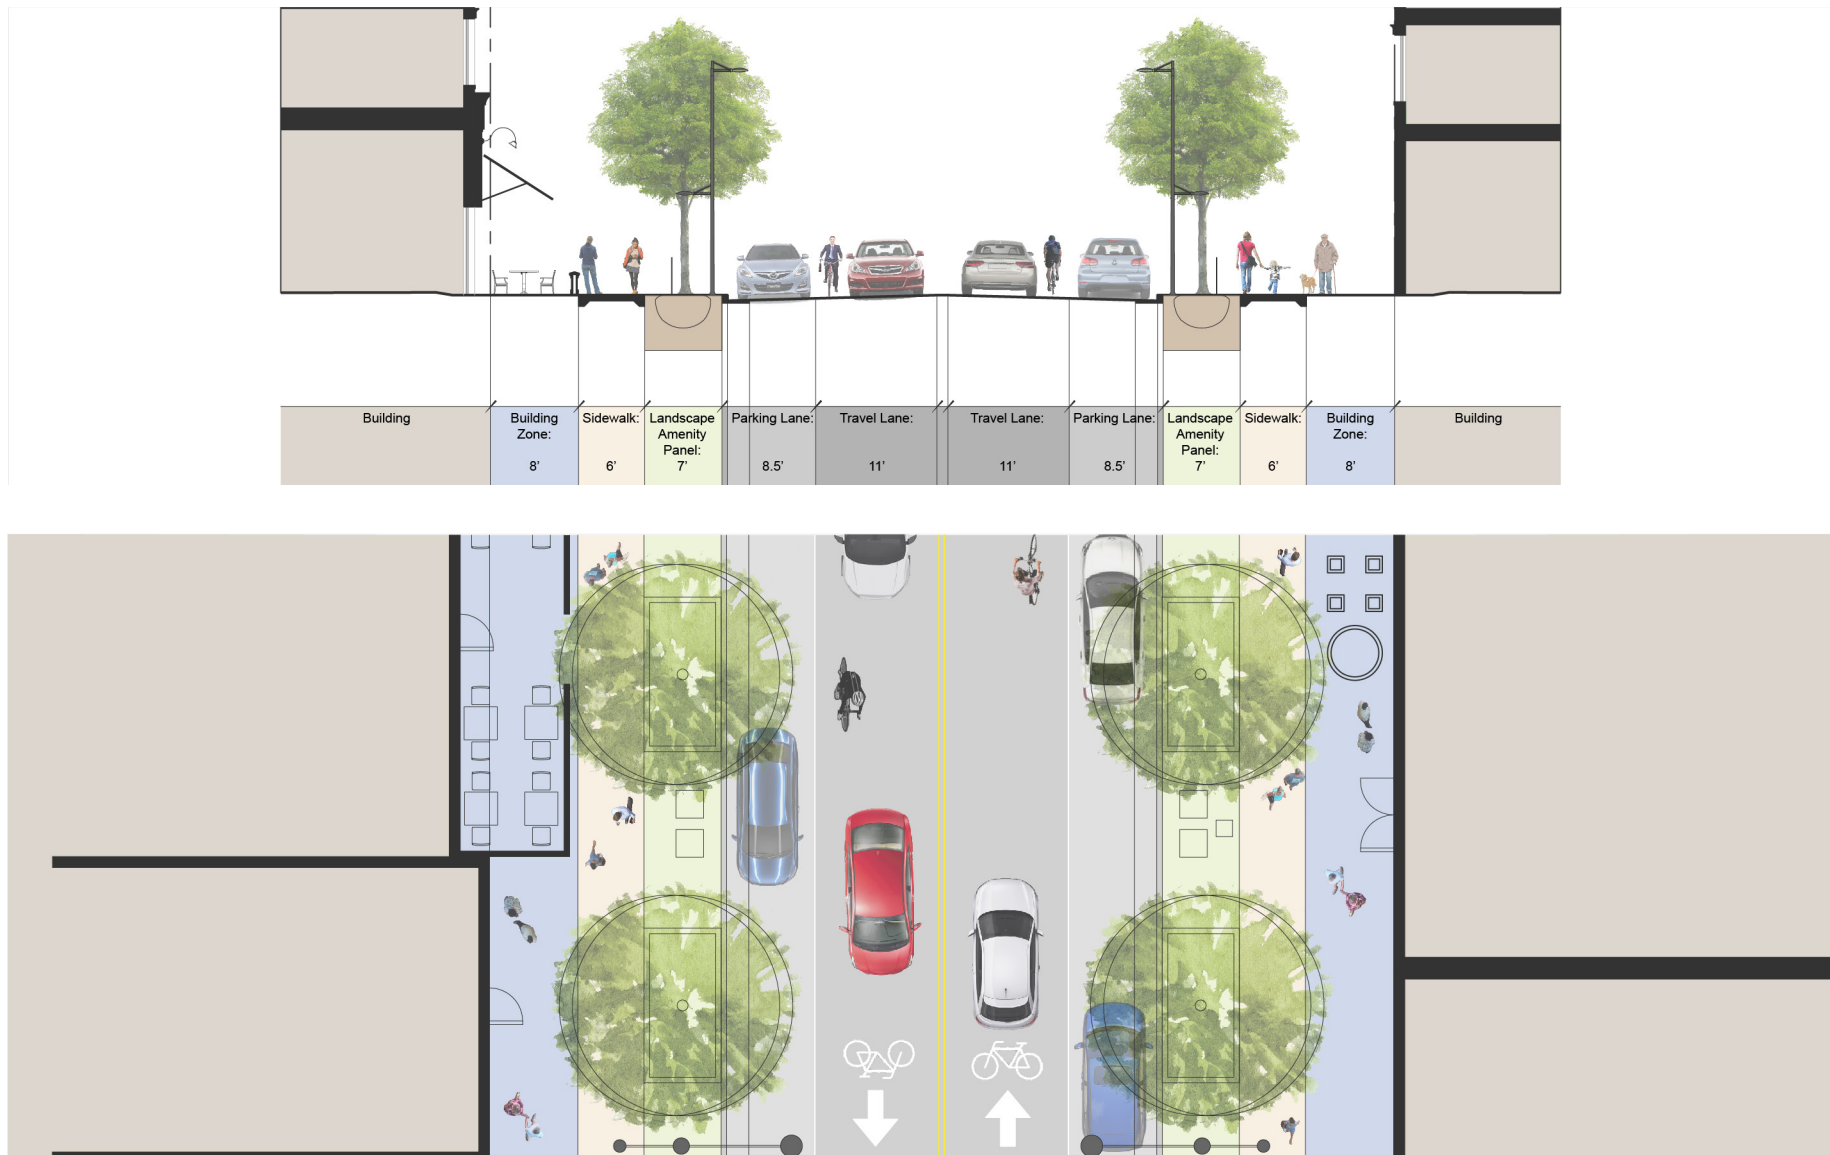 Building
Building
Zone:
8’
Sidewalk:
6’
Landscape
Amenity
Panel:
7’
Parking Lane:
8.5’
Travel Lane:
11’
Travel Lane:
11’
Parking Lane:
8.5’
Landscape
Amenity
Panel:
7’
Sidewalk:
6’
Building
Zone:
8’
Building